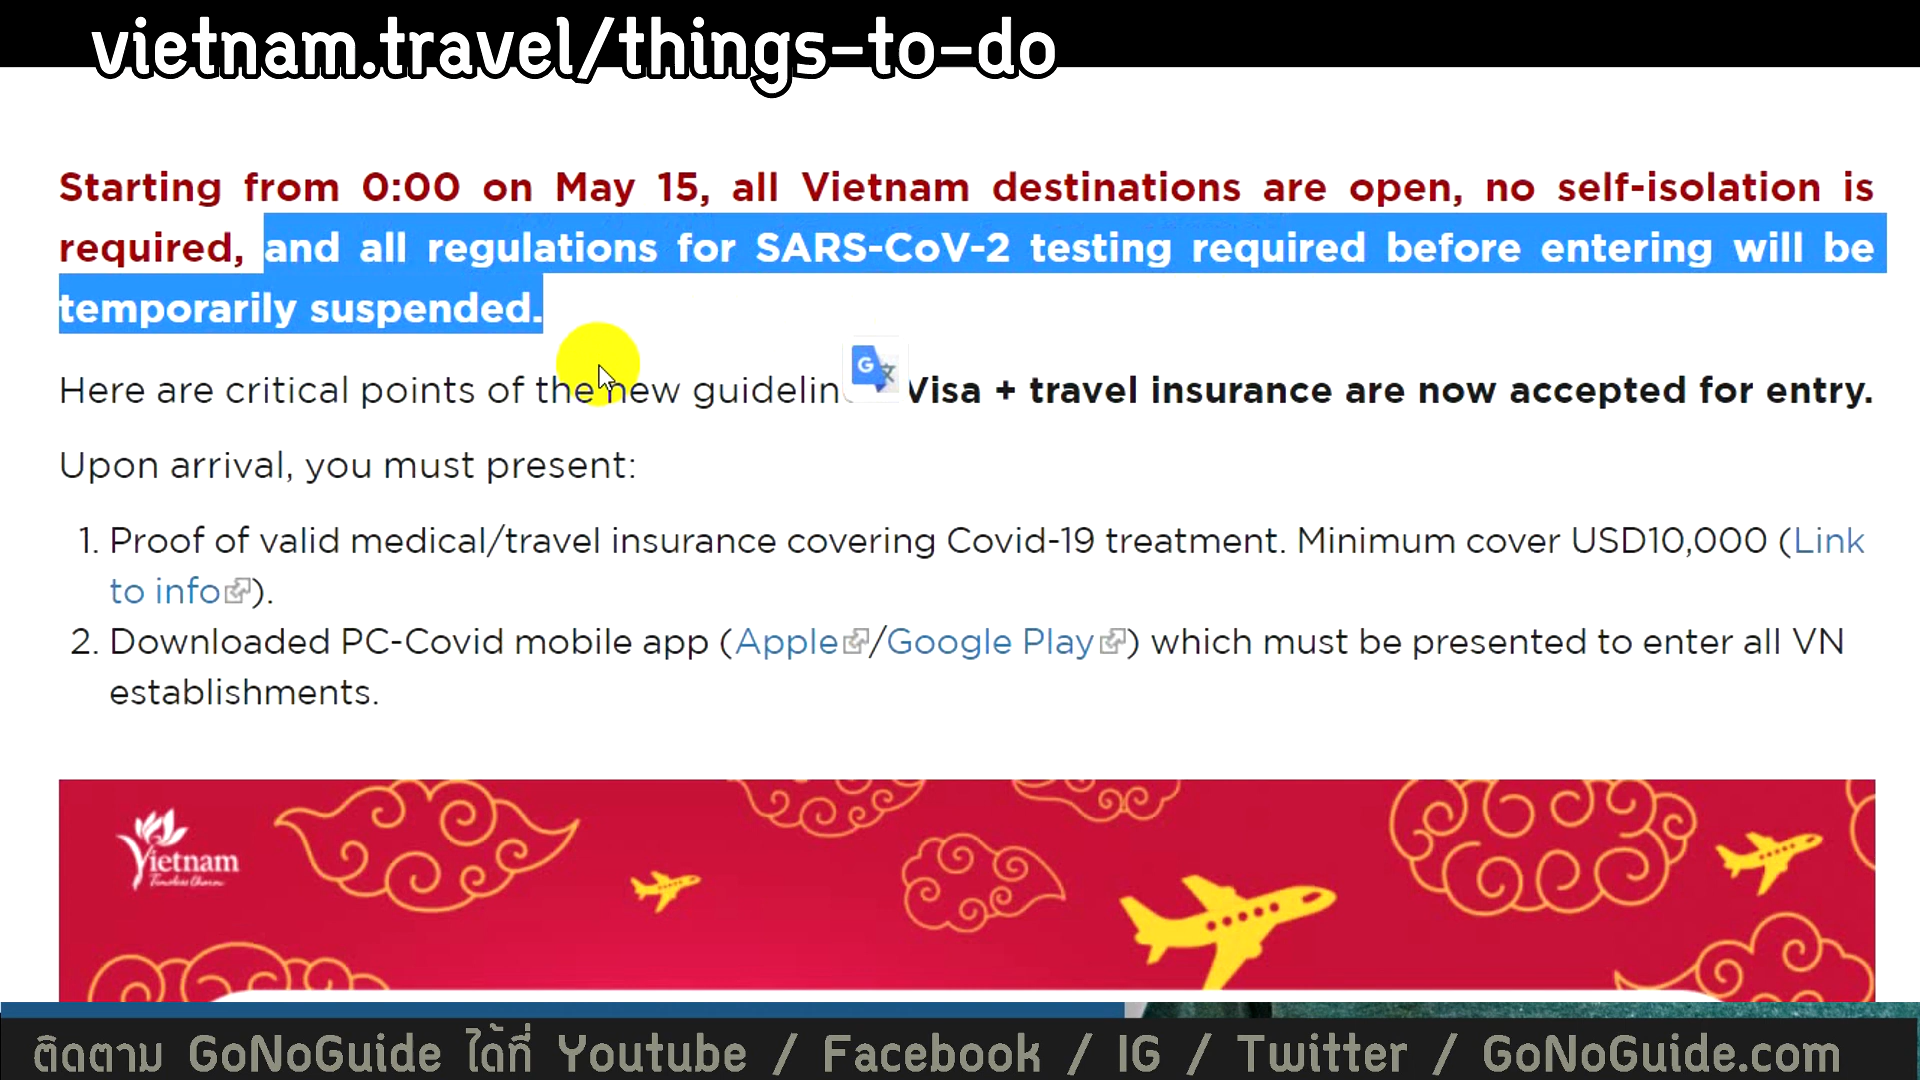 vietnam.travel/things-to-do
Starting from 0:00 on May 15, all Vietnam destinations are open, no self-isolation is
required, and all regulations for SARS-CoV-2 testing required before entering will be
temporarily suspended.
Here are critical points of the new guidelin Visa + travel insurance are now accepted for entry.
Upon arrival, you must present:
1. Proof of valid medical/travel insurance covering Covid-19 treatment. Minimum cover USD10,000 (Link
to info).
2. Downloaded PC-Covid mobile app (Apple/Google Play) which must be presented to enter all VN
establishments.
Vietnam
Timeless Charm
ติดตาม GoNoGuide ได้ที่ Youtube / Facebook / IG / Twitter / GoNoGuide.com